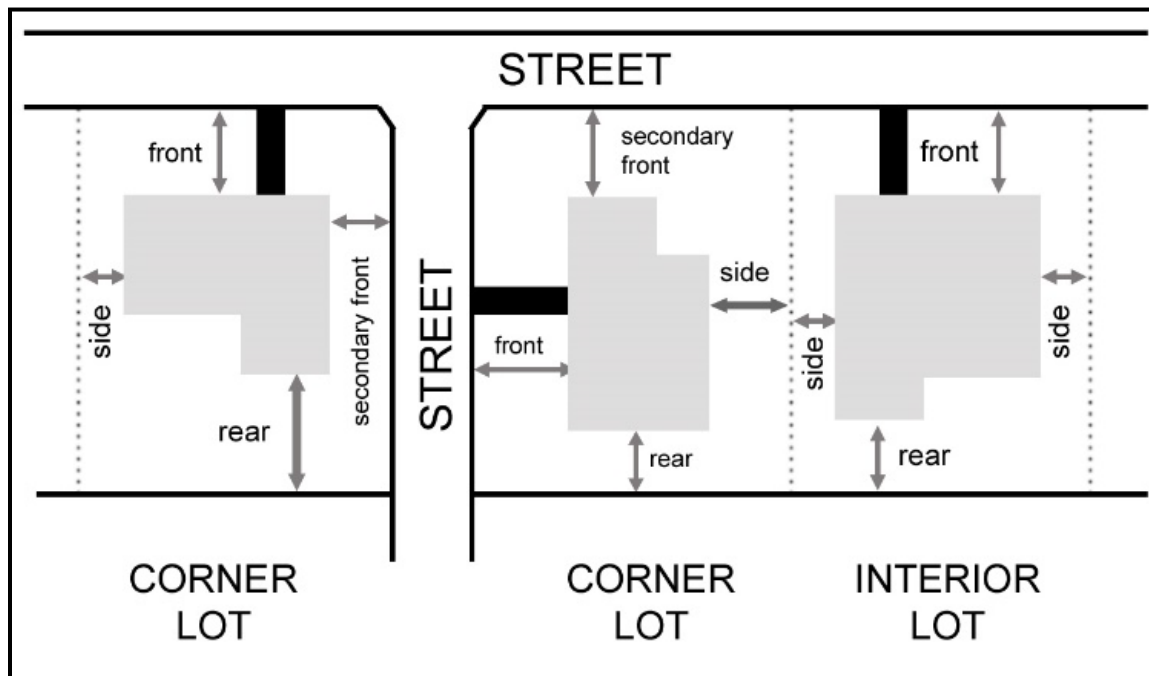 STREET
front
secondary
front
front
side
secondary front
STREET
side
side
side
front
rear
rear
rear
CORNER
LOT
CORNER
LOT
INTERIOR
LOT